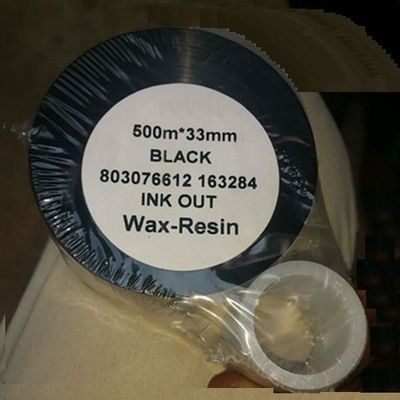 500m*33mm
BLACK
803076612 163284
INK OUT
Wax-Resin